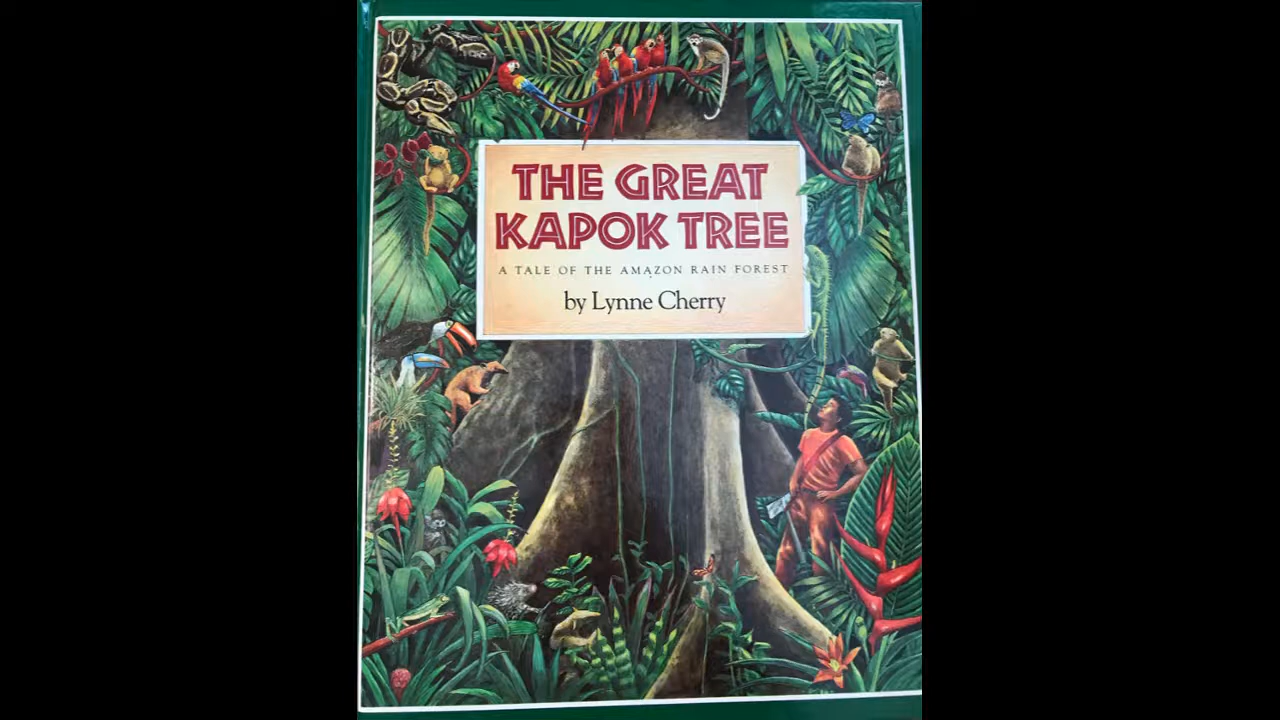 THE GREAT
KAPOK TREE
A TALE OF THE AMAZON RAIN FOREST
by Lynne Cherry